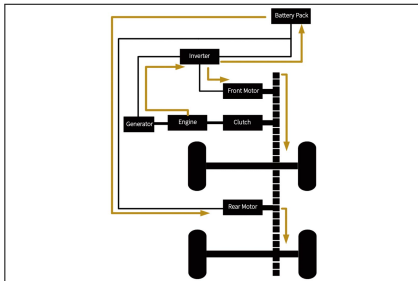 Battery Pack
Inverter
Front Motor
Generator
Engine
Clutch
Rear Motor